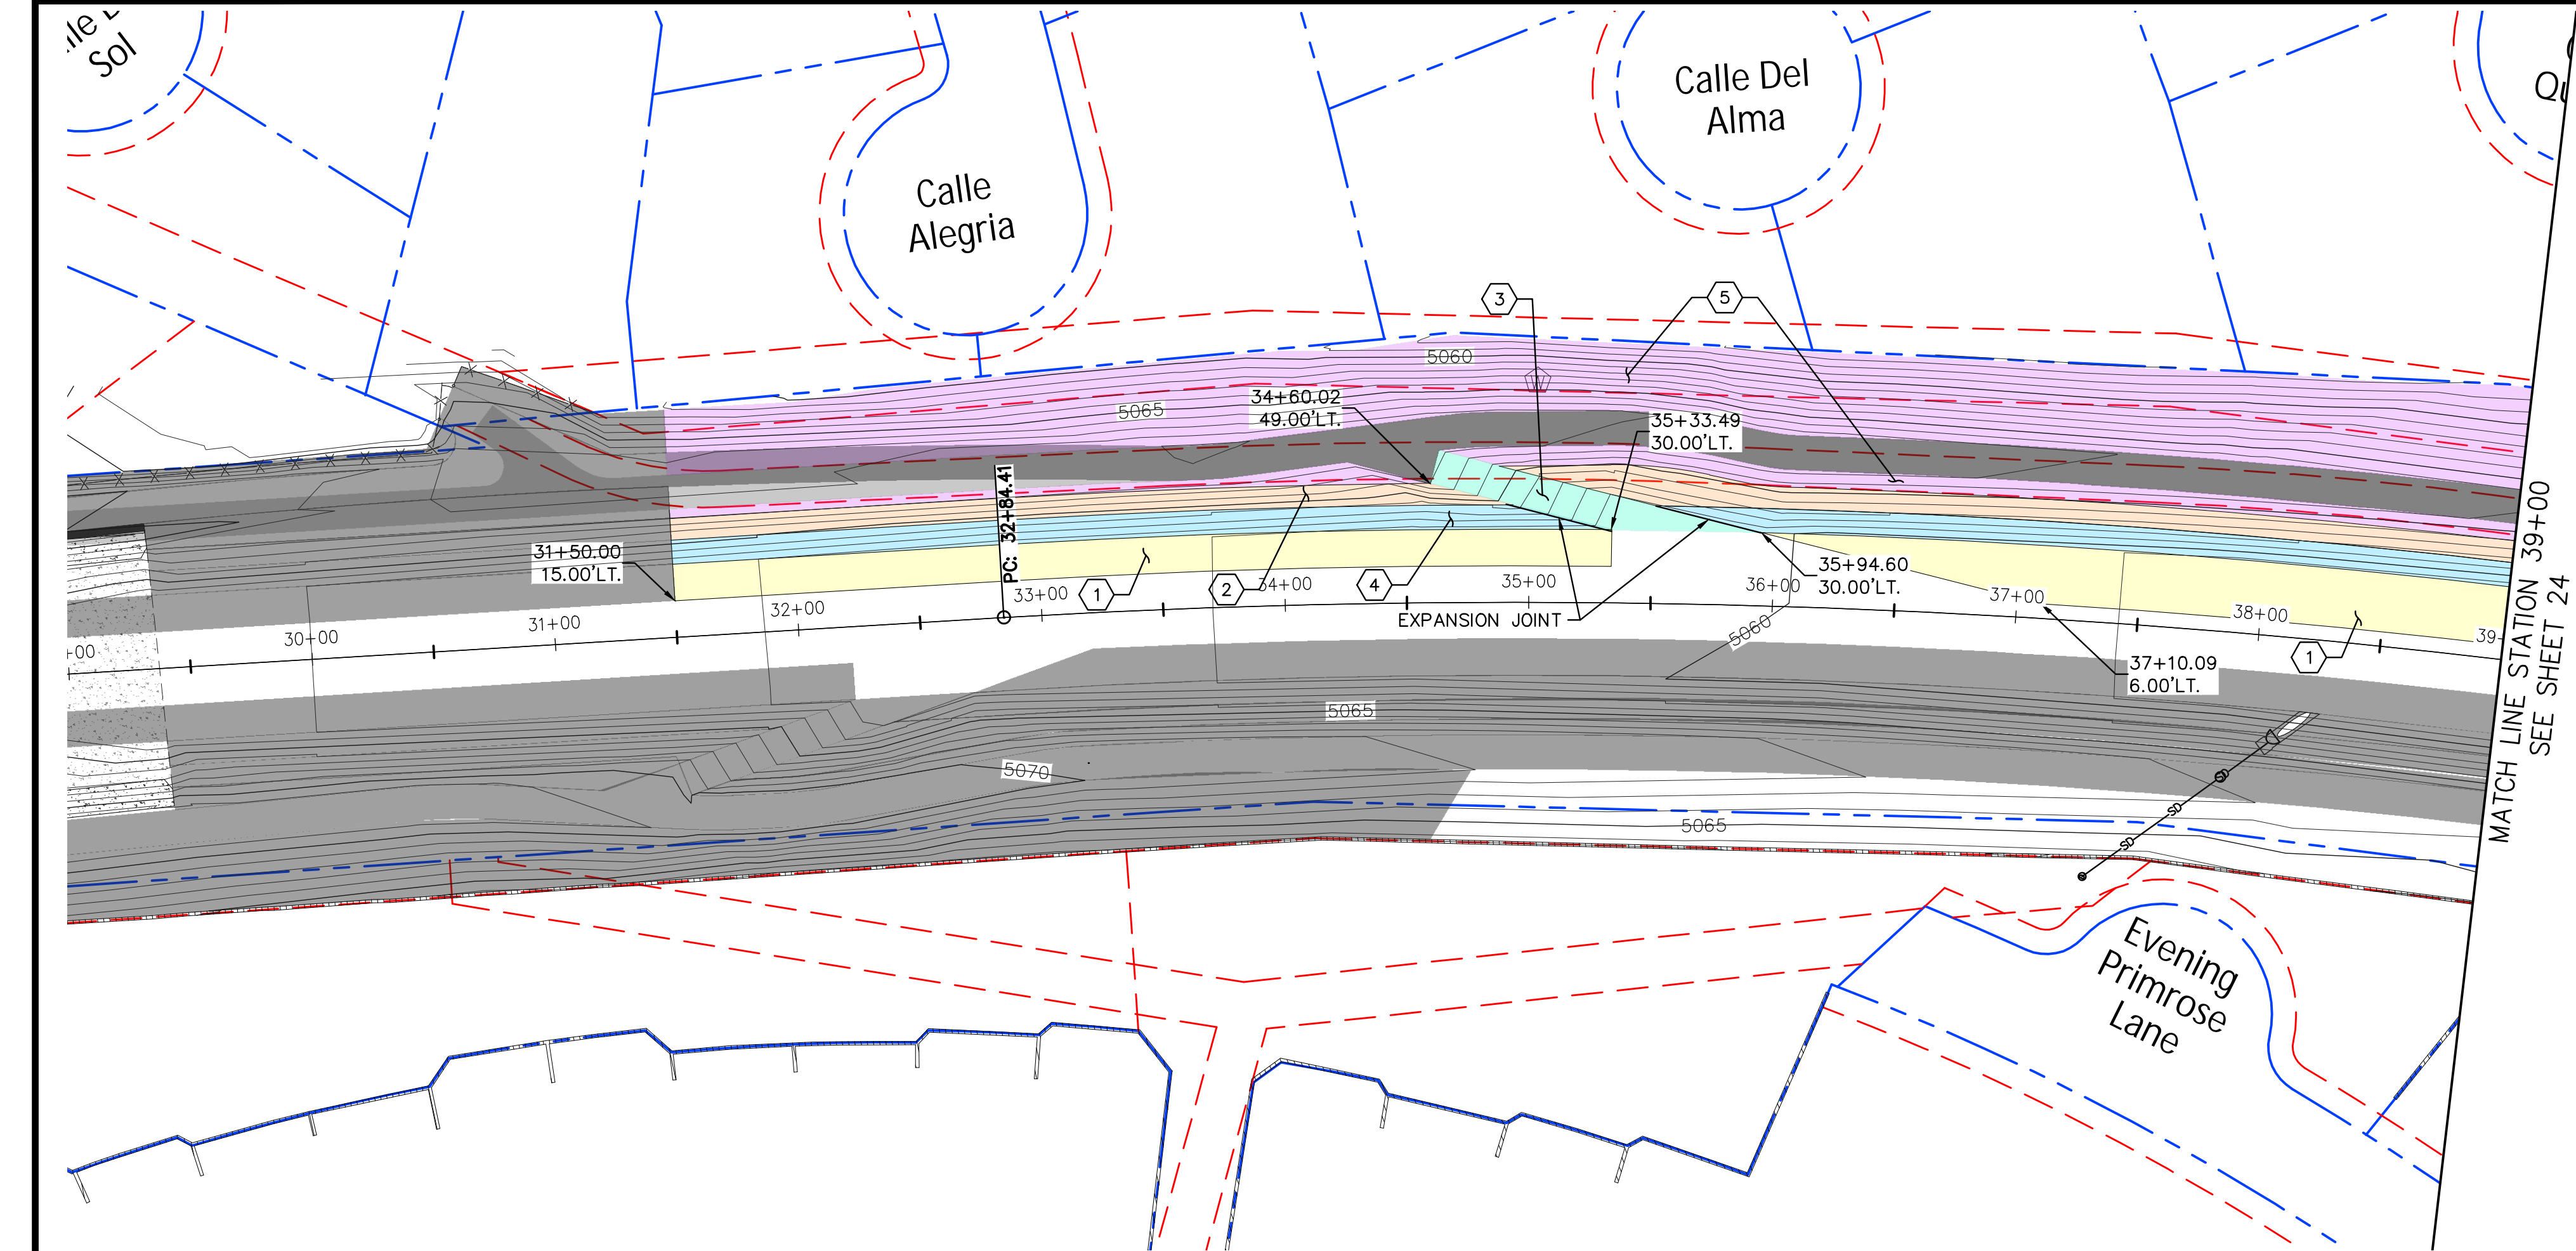 Sol
Calle
Alegria
Calle Del
Alma
3
5
5060
5065
34+60.02
49.00'LT.
35+33.49
30.00'LT.
31+50.00
15.00'LT.
PC: 32+84.41
1
2
4
35+94.60
30.00'LT.
EXPANSION JOINT
+00
30+00
31+00
32+00
33+00
34+00
35+00
36+00
37+00
38+00
39
5060
37+10.09
6.00'LT.
1
MATCH LINE STATION 39+00
SEE SHEET 24
5065
5070
5065
SD
SD
Evening
Primrose
Lane